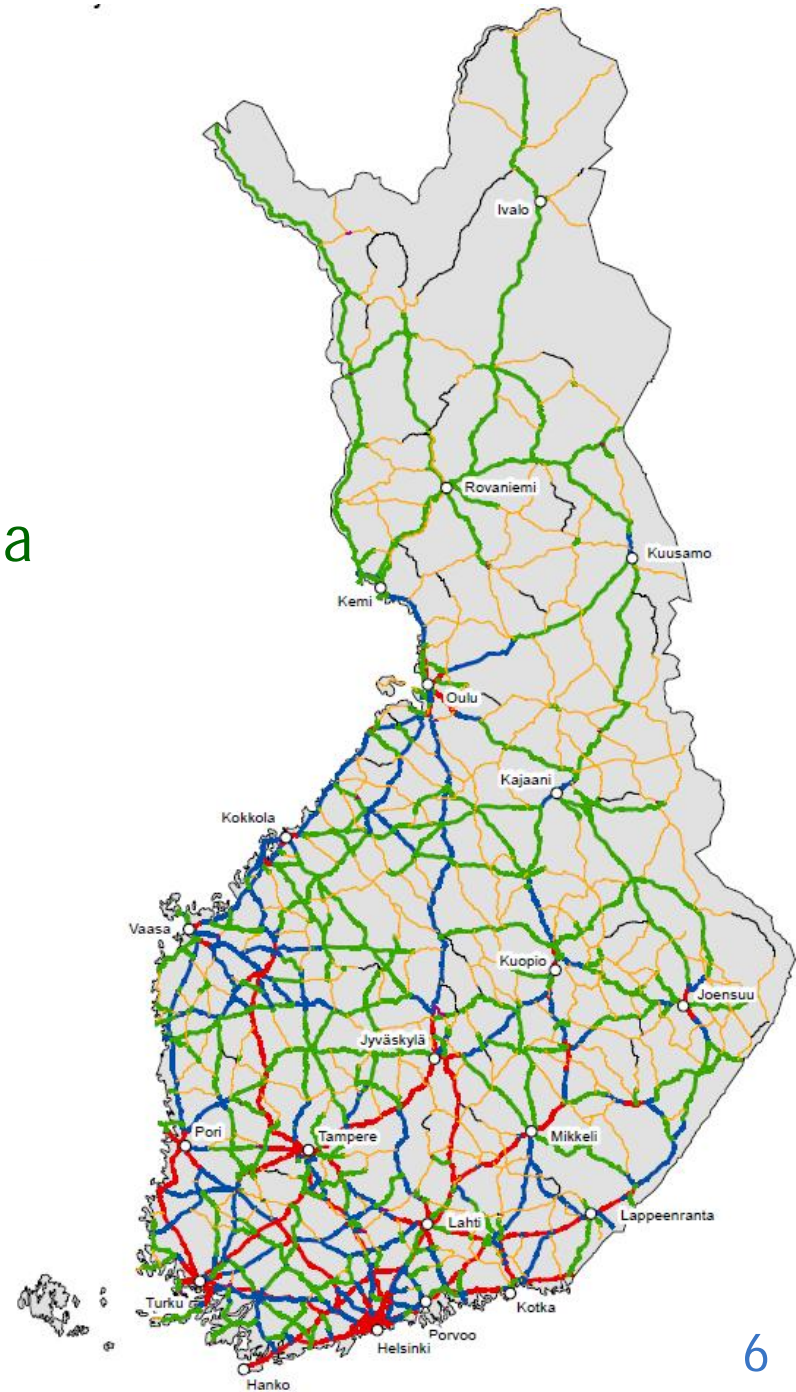 Ivalo
Rovaniemi
a
Kuusamo
Kemi
Oulu
Kajaani
Kokkola
Vaasa
Kuopio
Joensuu
Jyväskylä
Pori
Tampere
Mikkeli
Lappeenranta
Lahti
Turku
Kotka
Porvoo
Helsinki
Hanko
6